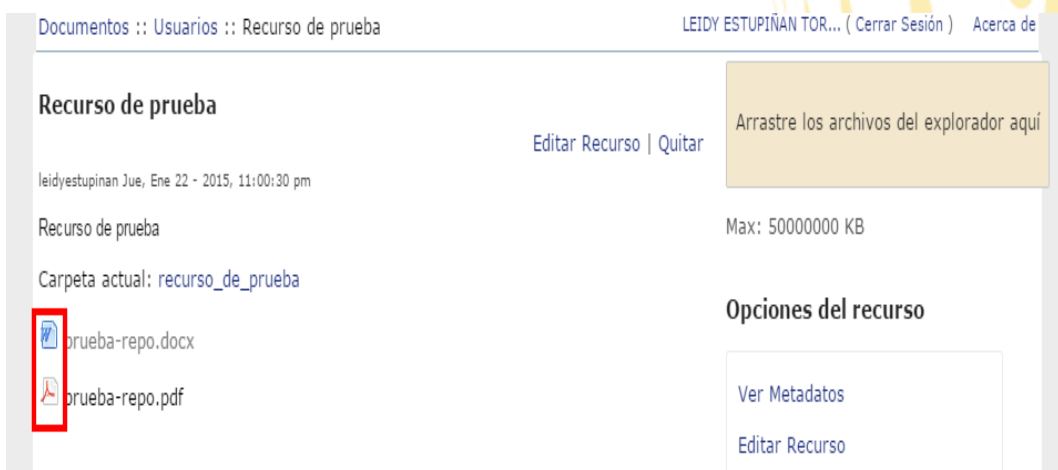 Documentos :: Usuarios :: Recurso de prueba
LEIDY ESTUPIÑAN TOR... ( Cerrar Sesión ) Acerca de
Recurso de prueba
Editar Recurso | Quitar
leidyestupinan Jue, Ene 22 - 2015, 11:00:30 pm
Recurso de prueba
Carpeta actual: recurso_de_prueba
prueba-repo.docx
prueba-repo.pdf
Arrastre los archivos del explorador aquí
Max: 50000000 KB
Opciones del recurso
Ver Metadatos
Editar Recurso